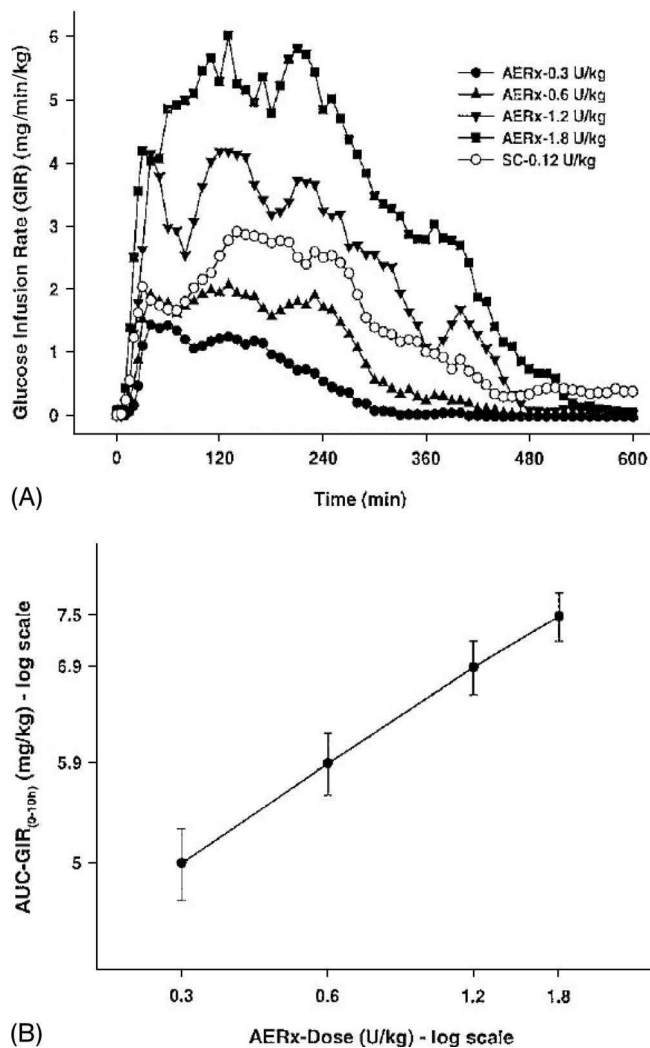 6
5
4
3
2
1
0
Glucose Infusion Rate (GIR) (mg/min/kg)
AERx-0.3 U/kg
AERx-0.6 U/kg
AERx-1.2 U/kg
AERx-1.8 U/kg
SC-0.12 U/kg
0 120 240 360 480 600
Time (min)
(A)
7.5
6.9
5.9
5
AUC-GIR(0-10h) (mg/kg) - log scale
0.3 0.6 1.2 1.8
AERx-Dose (U/kg) - log scale
(B)